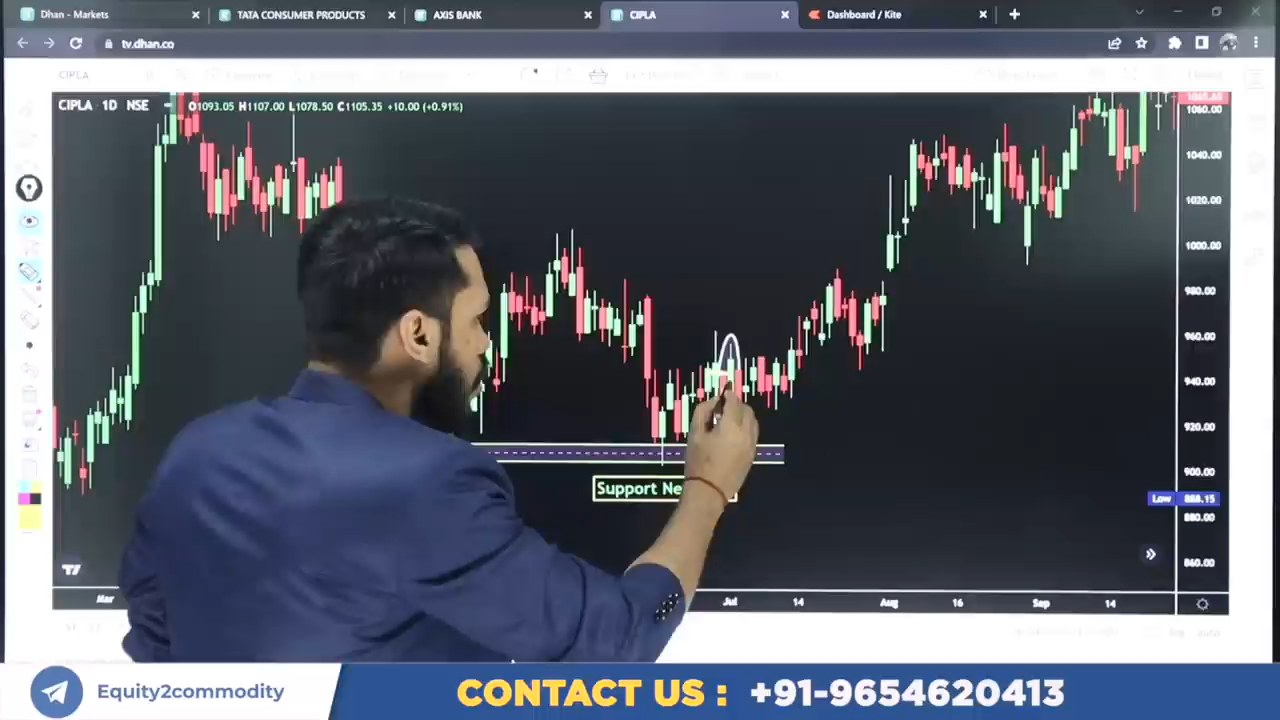 Dhan - Markets
TATA CONSUMER PRODUCTS
AXIS BANK
CIPLA
Dashboard / Kite
tv.dhan.co
CIPLA
CIPLA 1D NSE
O1093.05 H1107.00 L1078.50 C1105.35 +10.00 (+0.91%)
1060.00
1040.00
1020.00
1000.00
980.00
960.00
940.00
920.00
900.00
Low 888.15
880.00
860.00
Support Ne
Mar
Jul
14
Aug
16
Sep
14
Equity2commodity
CONTACT US : +91-9654620413